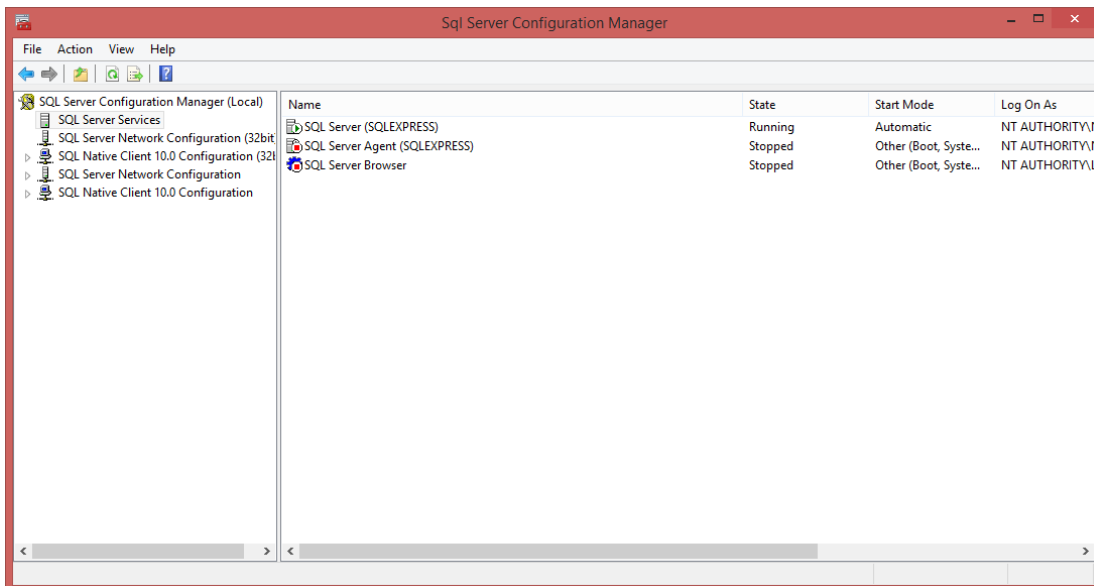 Sql Server Configuration Manager
File Action View Help
SQL Server Configuration Manager (Local)
SQL Server Services
SQL Server Network Configuration (32bit
SQL Native Client 10.0 Configuration (32
SQL Server Network Configuration
SQL Native Client 10.0 Configuration
Name State Start Mode Log On As
SQL Server (SQLEXPRESS) Running Automatic NT AUTHORITY\
SQL Server Agent (SQLEXPRESS) Stopped Other (Boot, Syste... NT AUTHORITY\
SQL Server Browser Stopped Other (Boot, Syste... NT AUTHORITY\L